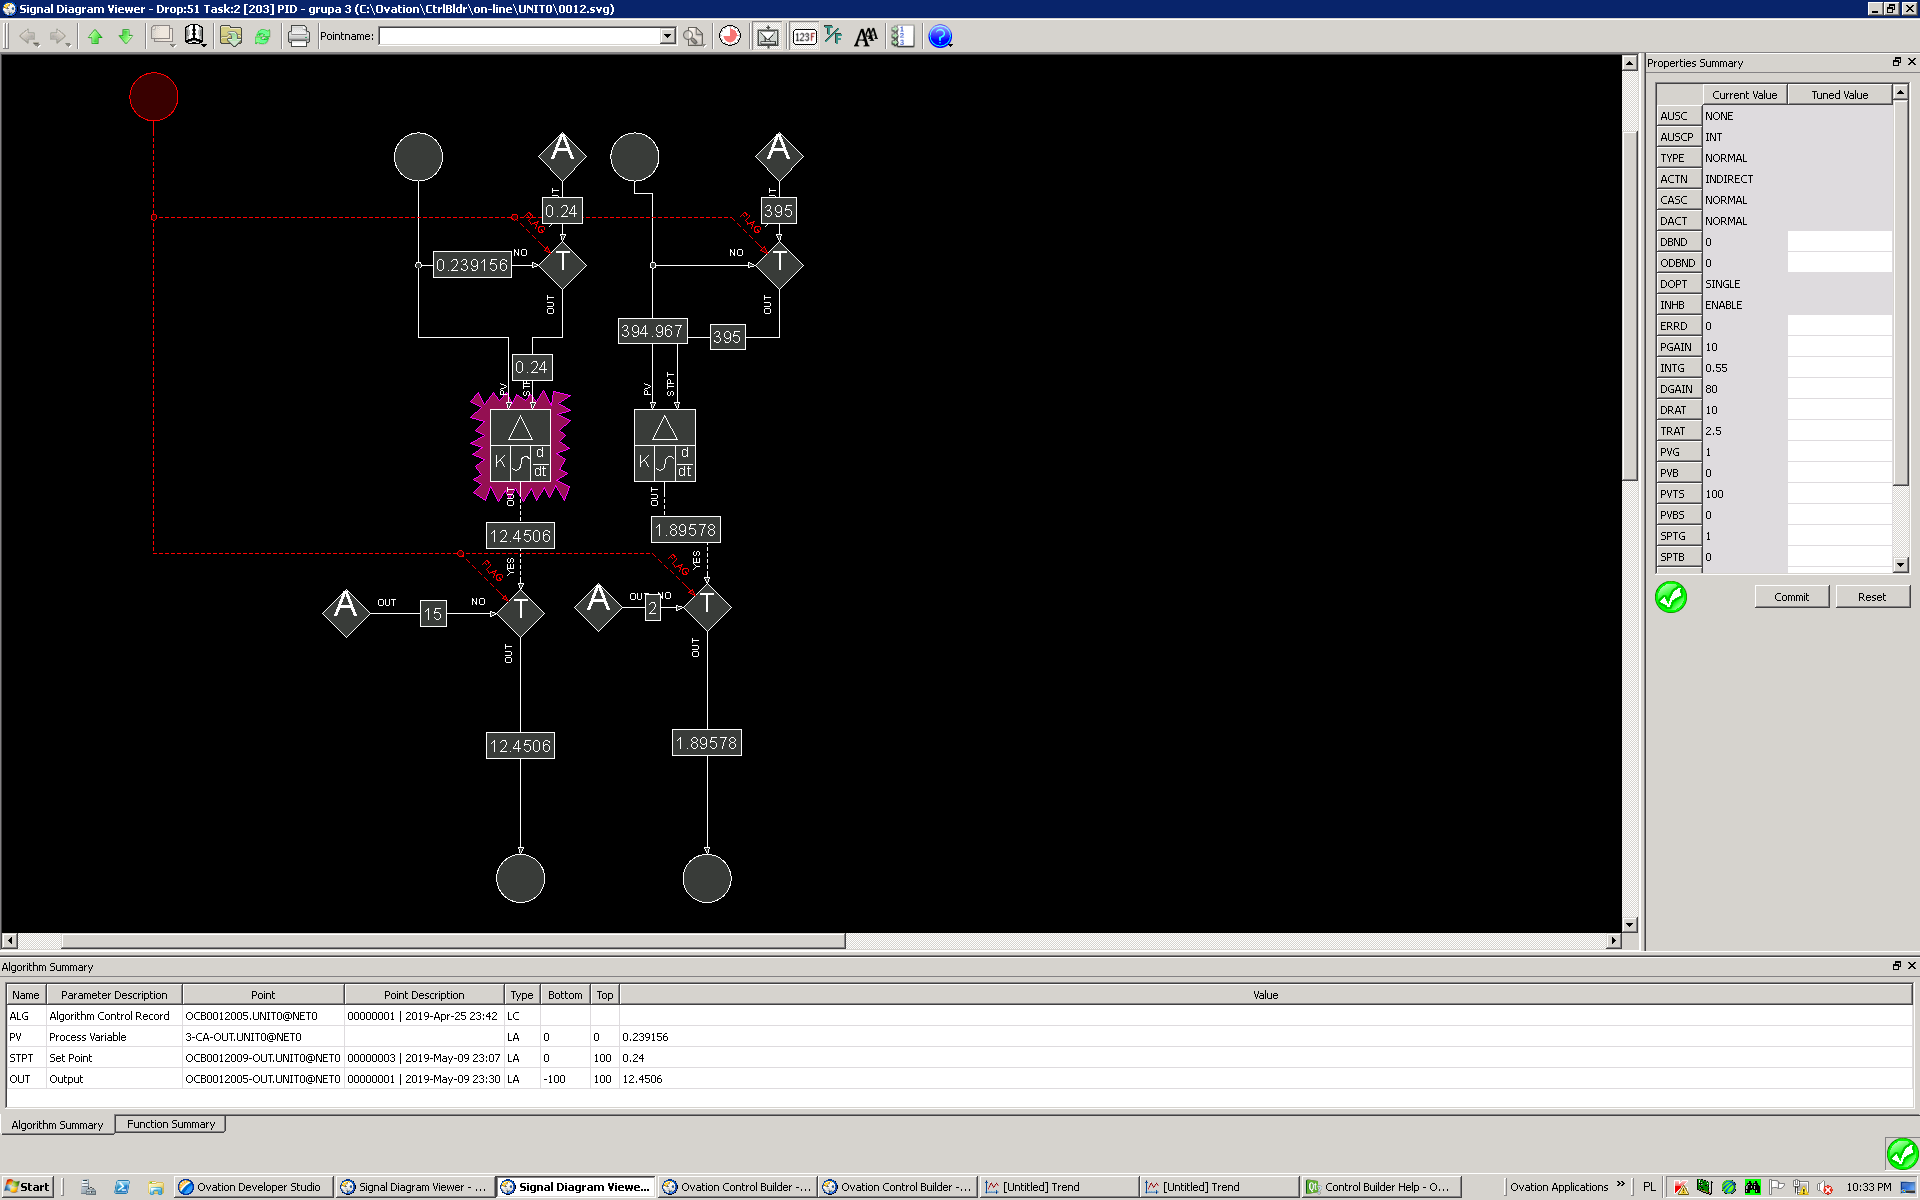 Signal Diagram Viewer - Drop:51 Task:2 [203] PID - grupa 3 (C:\Ovation\CtrlBldr\on-line\UNIT0\0012.svg)
Pointname:
123F
T/F
AAA
Properties Summary
Current Value Tuned Value
AUSC NONE
AUSCP INT
TYPE NORMAL
ACTN INDIRECT
CASC NORMAL
DACT NORMAL
DBND 0
ODBND 0
DOPT SINGLE
INHB ENABLE
ERRD 0
PGAIN 10
INTG 0.55
DGAIN 80
DRAT 10
TRAT 2.5
PVG 1
PVB 0
PVTS 100
PVBS 0
SPTG 1
SPTB 0
Commit Reset
A A
0.24 395
FLAG FLAG
NO NO
0.239156 T T
OUT OUT
394.967 395
0.24
PV PV STPT
K d/dt K d/dt
OUT OUT
12.4506 1.89578
FLAG YES FLAG YES
A OUT 15 NO T A OUT 2 NO T
OUT OUT
12.4506 1.89578
Algorithm Summary
Name Parameter Description Point Point Description Type Bottom Top Value
ALG Algorithm Control Record OCB0012005.UNIT0@NET0 00000001 | 2019-Apr-25 23:42 LC
PV Process Variable 3-CA-OUT.UNIT0@NET0 LA 0 0 0.239156
STPT Set Point OCB0012009-OUT.UNIT0@NET0 00000003 | 2019-May-09 23:07 LA 0 100 0.24
OUT Output OCB0012005-OUT.UNIT0@NET0 00000001 | 2019-May-09 23:30 LA -100 100 12.4506
Algorithm Summary Function Summary
Start Ovation Developer Studio Signal Diagram Viewer - ... Signal Diagram Viewe... Ovation Control Builder -... Ovation Control Builder -... [Untitled] Trend [Untitled] Trend Control Builder Help - O... Ovation Applications » PL 10:33 PM